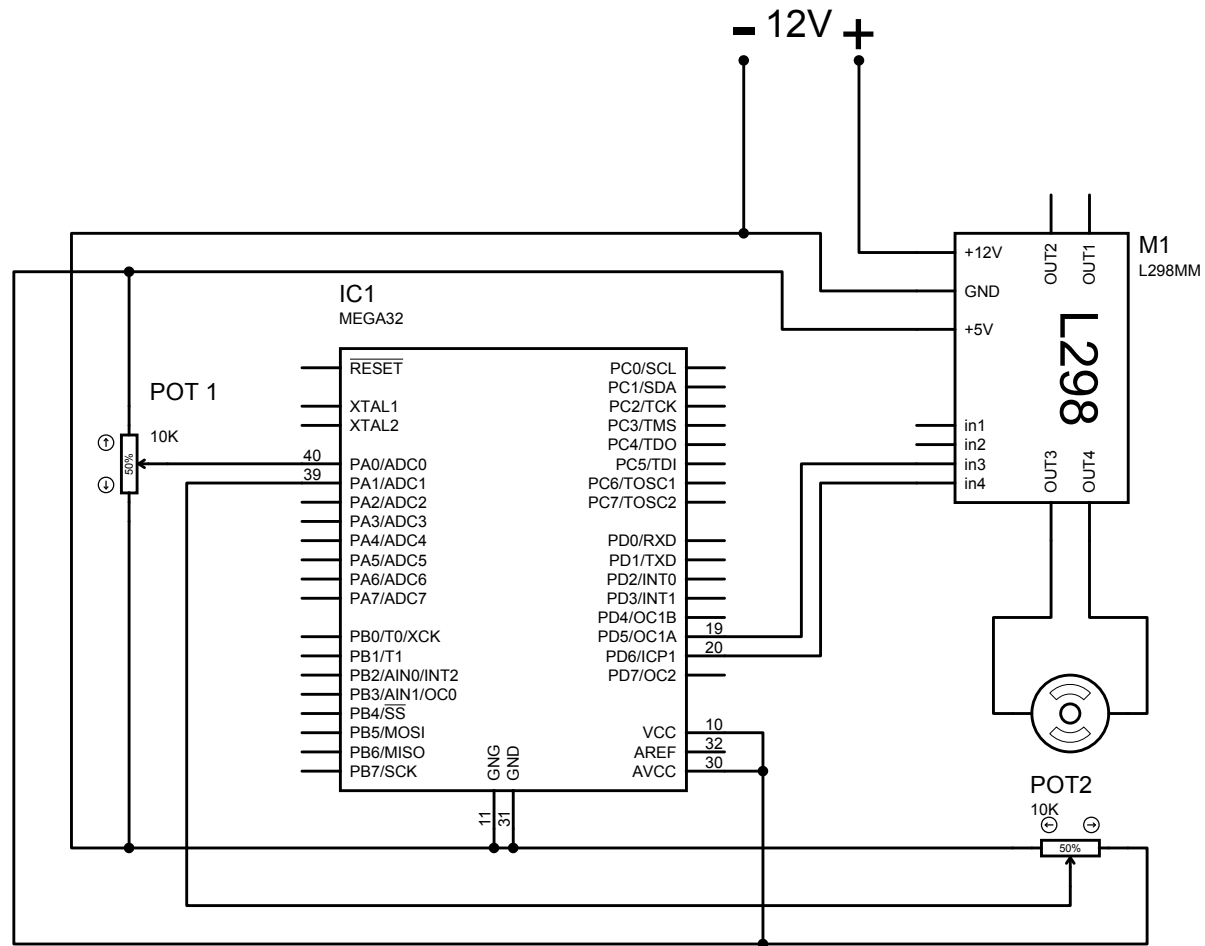 - 12V +
M1
L298MM
+12V
GND
+5V
in1
in2
in3
in4
OUT2
OUT1
L298
OUT3
OUT4
IC1
MEGA32
RESET
XTAL1
XTAL2
40
PA0/ADC0
39
PA1/ADC1
PA2/ADC2
PA3/ADC3
PA4/ADC4
PA5/ADC5
PA6/ADC6
PA7/ADC7
PB0/T0/XCK
PB1/T1
PB2/AIN0/INT2
PB3/AIN1/OC0
PB4/SS
PB5/MOSI
PB6/MISO
PB7/SCK
PC0/SCL
PC1/SDA
PC2/TCK
PC3/TMS
PC4/TDO
PC5/TDI
PC6/TOSC1
PC7/TOSC2
PD0/RXD
PD1/TXD
PD2/INT0
PD3/INT1
PD4/OC1B
PD5/OC1A
19
PD6/ICP1
20
PD7/OC2
VCC
10
AREF
32
AVCC
30
GNG
GND
11
31
POT 1
10K
50%
POT2
10K
50%